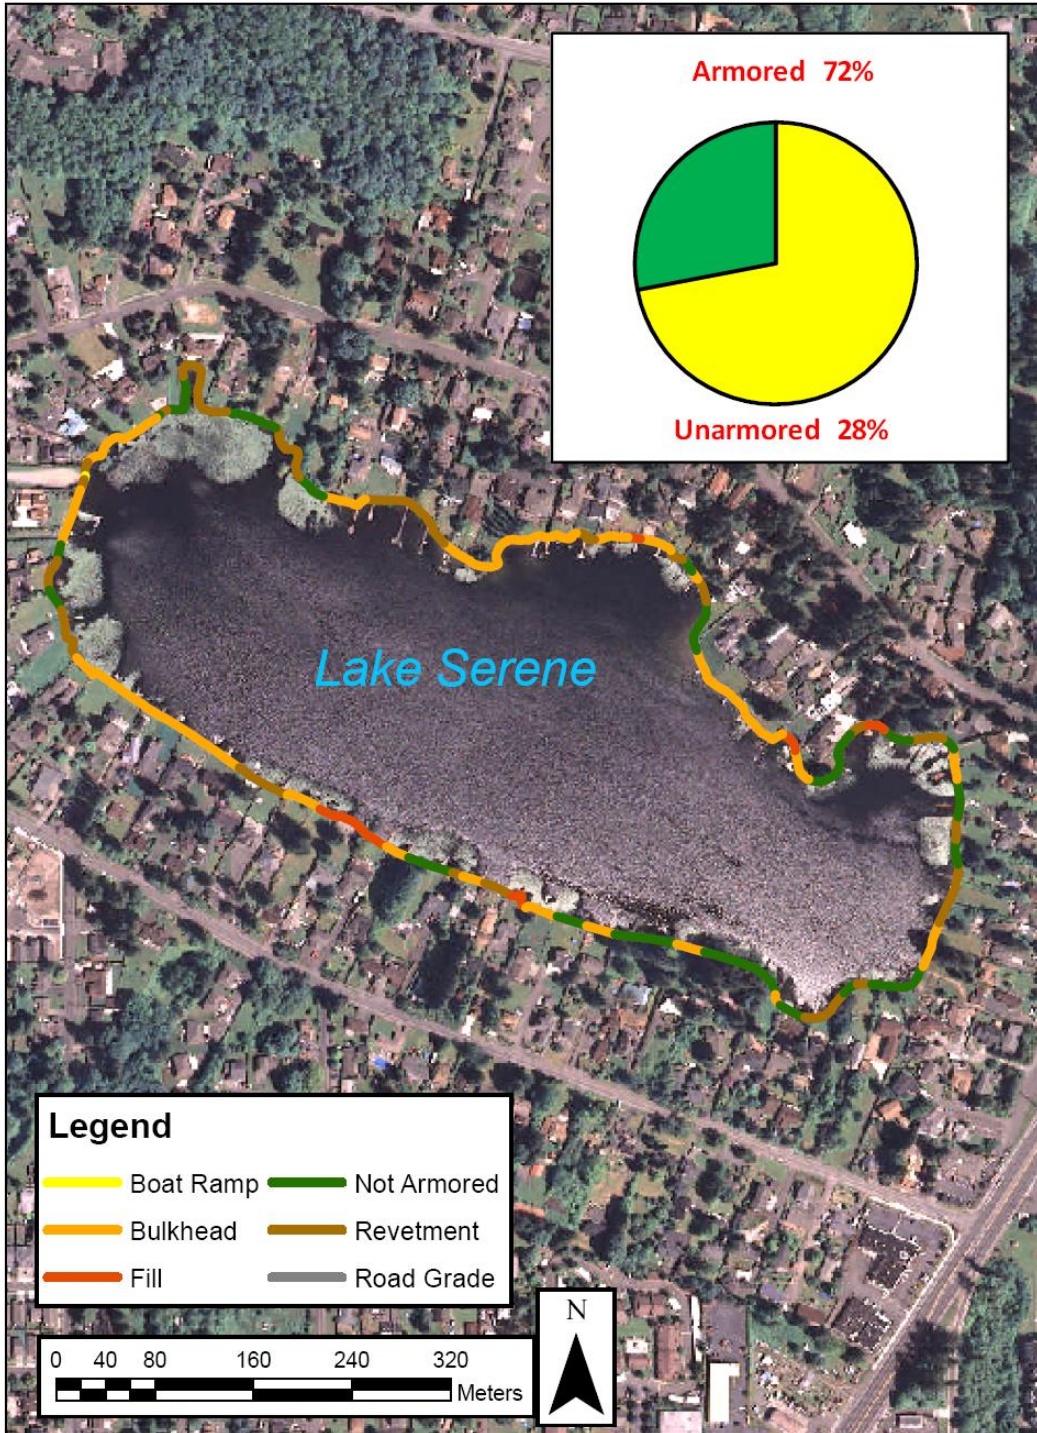 Armored 72%
Unarmored 28%
Lake Serene
Legend
Boat Ramp
Not Armored
Bulkhead
Revetment
Fill
Road Grade
N
0 40 80 160 240 320
Meters